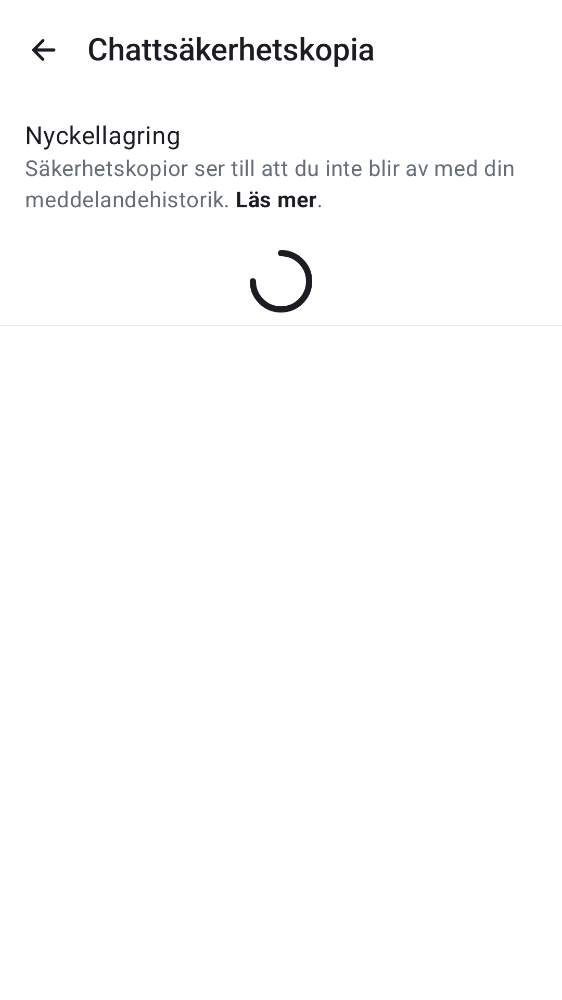 Chattsäkerhetskopia
Nyckellagring
Säkerhetskopior ser till att du inte blir av med din
meddelandehistorik. Läs mer.